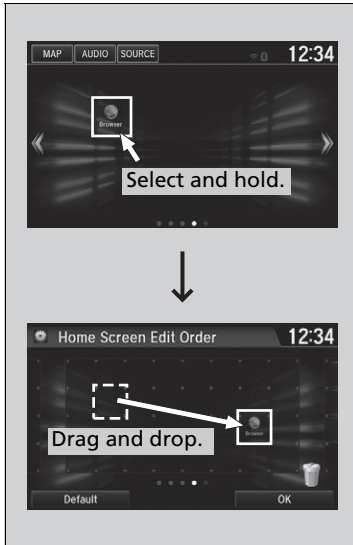 MAP AUDIO SOURCE 12:34
Browser
Select and hold.
Home Screen Edit Order 12:34
Browser
Drag and drop.
Default OK